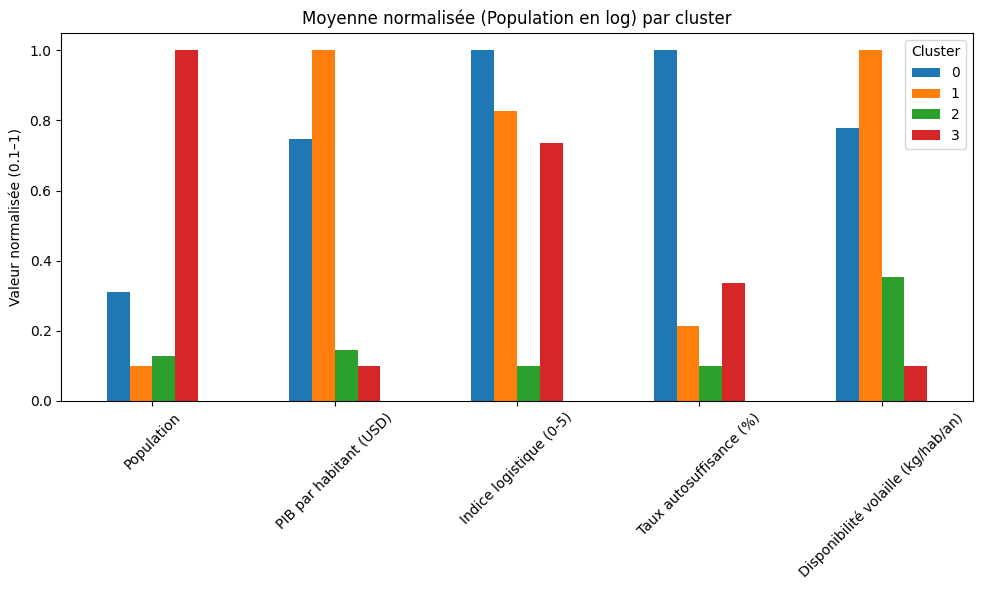 Moyenne normalisée (Population en log) par cluster
Valeur normalisée (0.1–1)
1.0
0.8
0.6
0.4
0.2
0.0
Cluster
0
1
2
3
Population
PIB par habitant (USD)
Indice logistique (0-5)
Taux autosuffisance (%)
Disponibilité volaille (kg/hab/an)